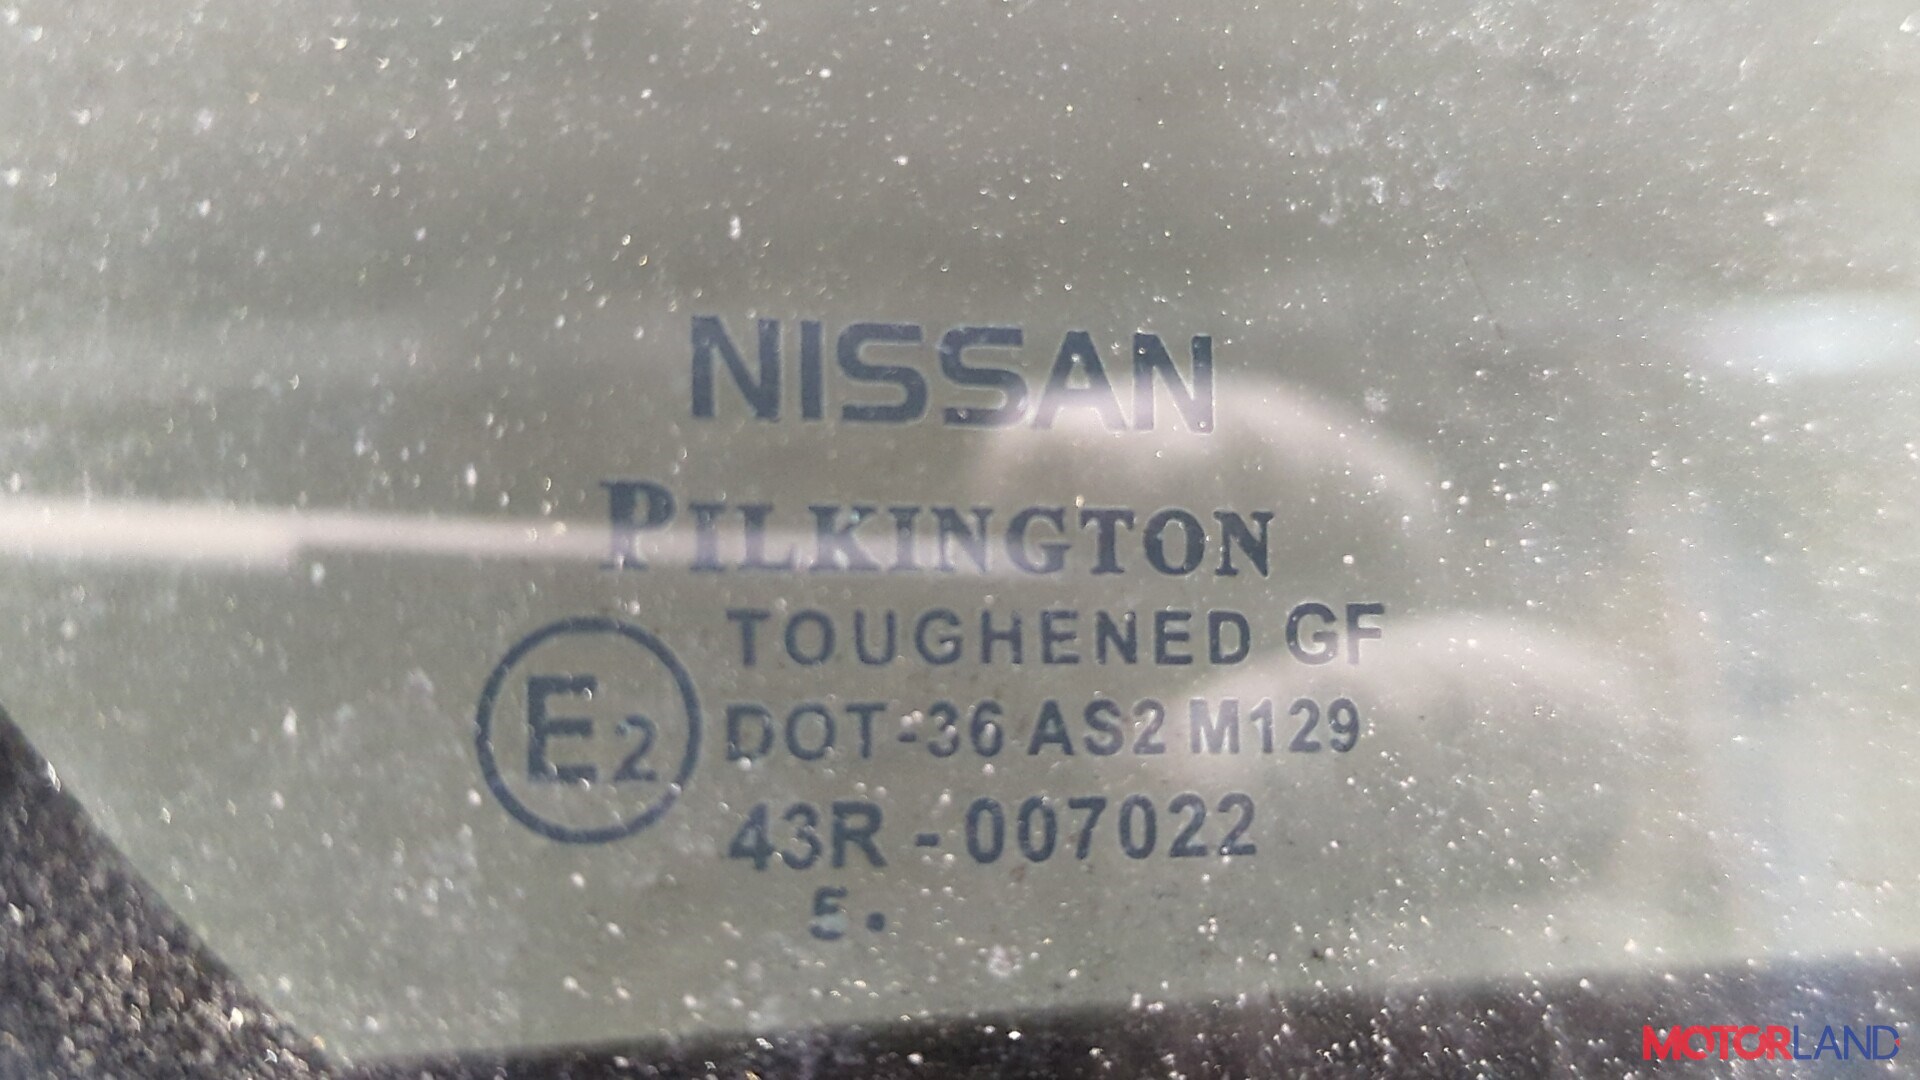 NISSAN
PILKINGTON
TOUGHENED GF
E2
DOT-36 AS2 M129
43R - 007022
5.
MOTORLAND